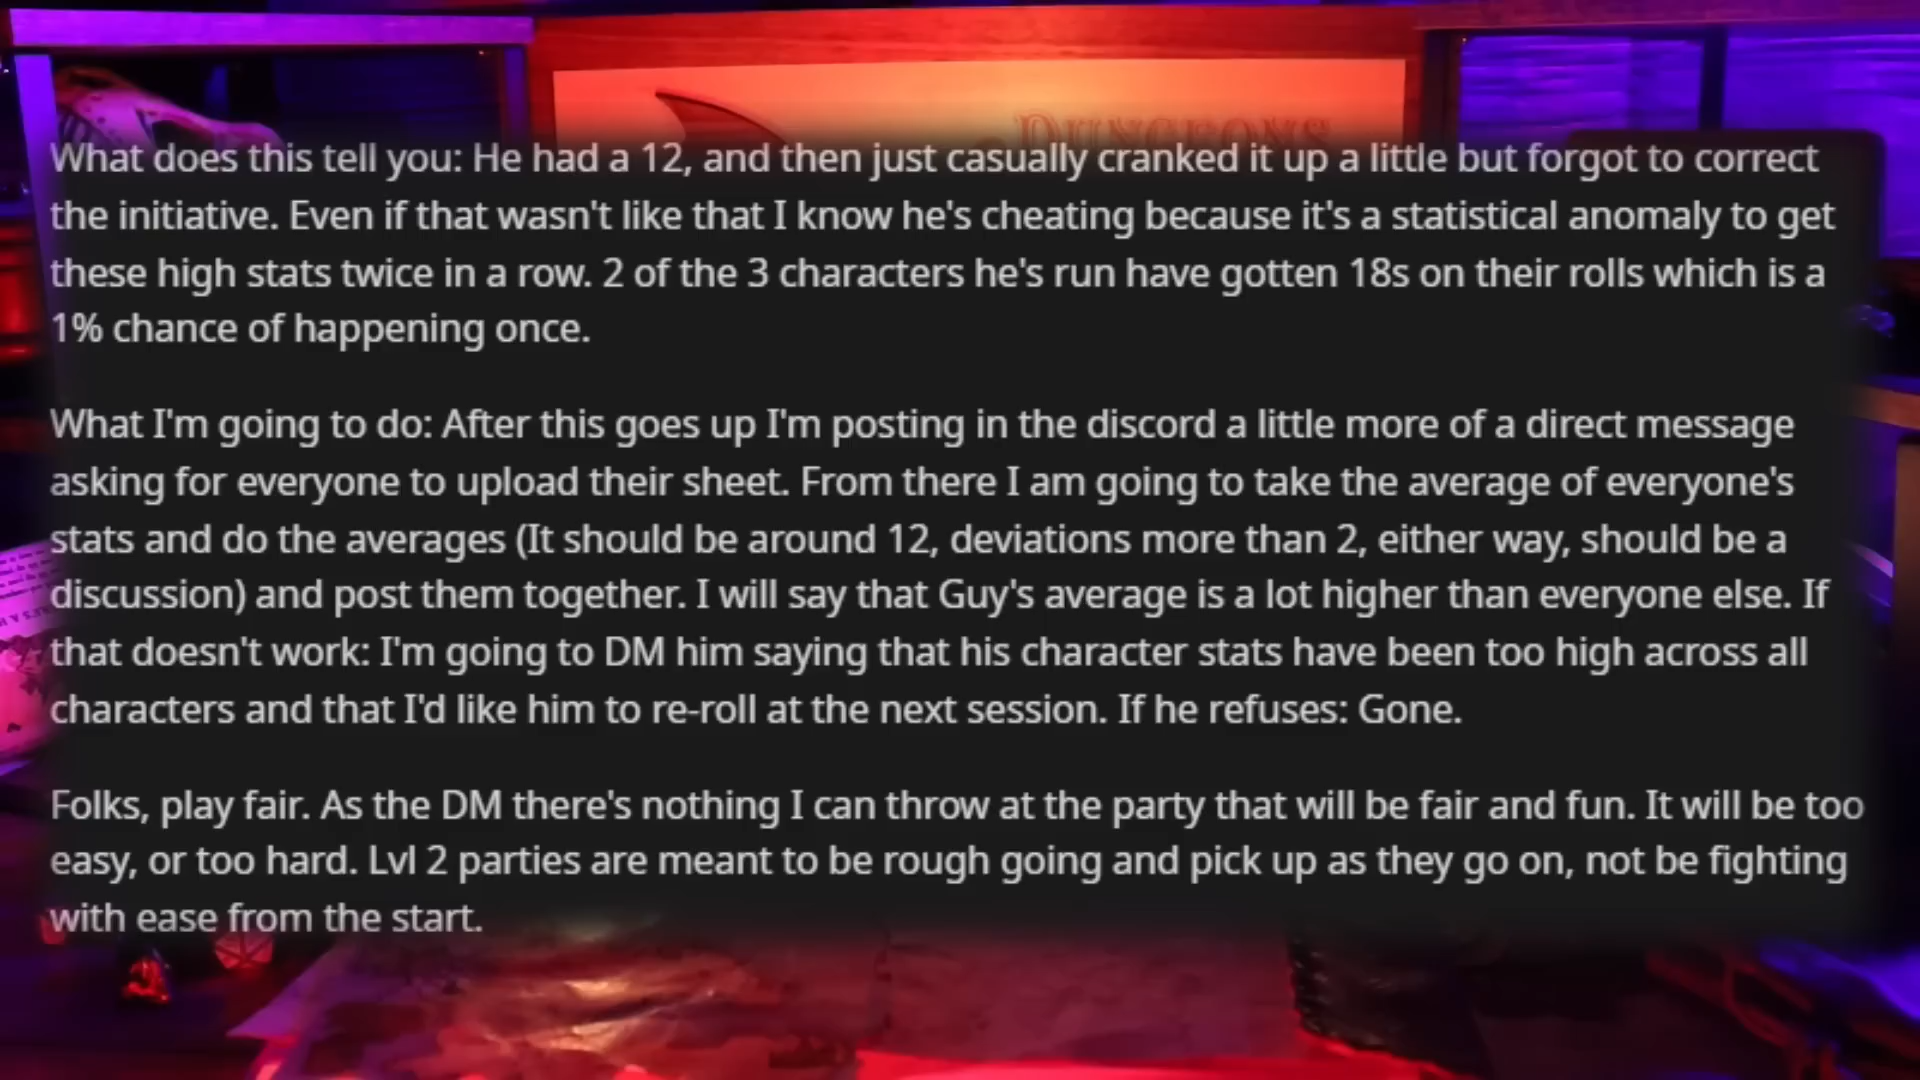 DUNGEONS
What does this tell you: He had a 12, and then just casually cranked it up a little but forgot to correct
the initiative. Even if that wasn't like that I know he's cheating because it's a statistical anomaly to get
these high stats twice in a row. 2 of the 3 characters he's run have gotten 18s on their rolls which is a
1% chance of happening once.
What I'm going to do: After this goes up I'm posting in the discord a little more of a direct message
asking for everyone to upload their sheet. From there I am going to take the average of everyone's
stats and do the averages (It should be around 12, deviations more than 2, either way, should be a
discussion) and post them together. I will say that Guy's average is a lot higher than everyone else. If
that doesn't work: I'm going to DM him saying that his character stats have been too high across all
characters and that I'd like him to re-roll at the next session. If he refuses: Gone.
Folks, play fair. As the DM there's nothing I can throw at the party that will be fair and fun. It will be too
easy, or too hard. Lvl 2 parties are meant to be rough going and pick up as they go on, not be fighting
with ease from the start.